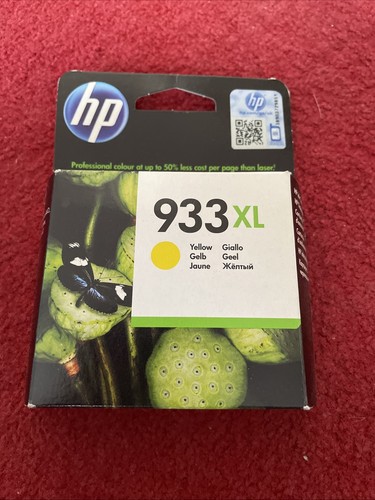 hp
hp
Professional colour at up to 50% less cost per page than laser!
933XL
Yellow Giallo
Gelb Geel
Jaune Жёлтый